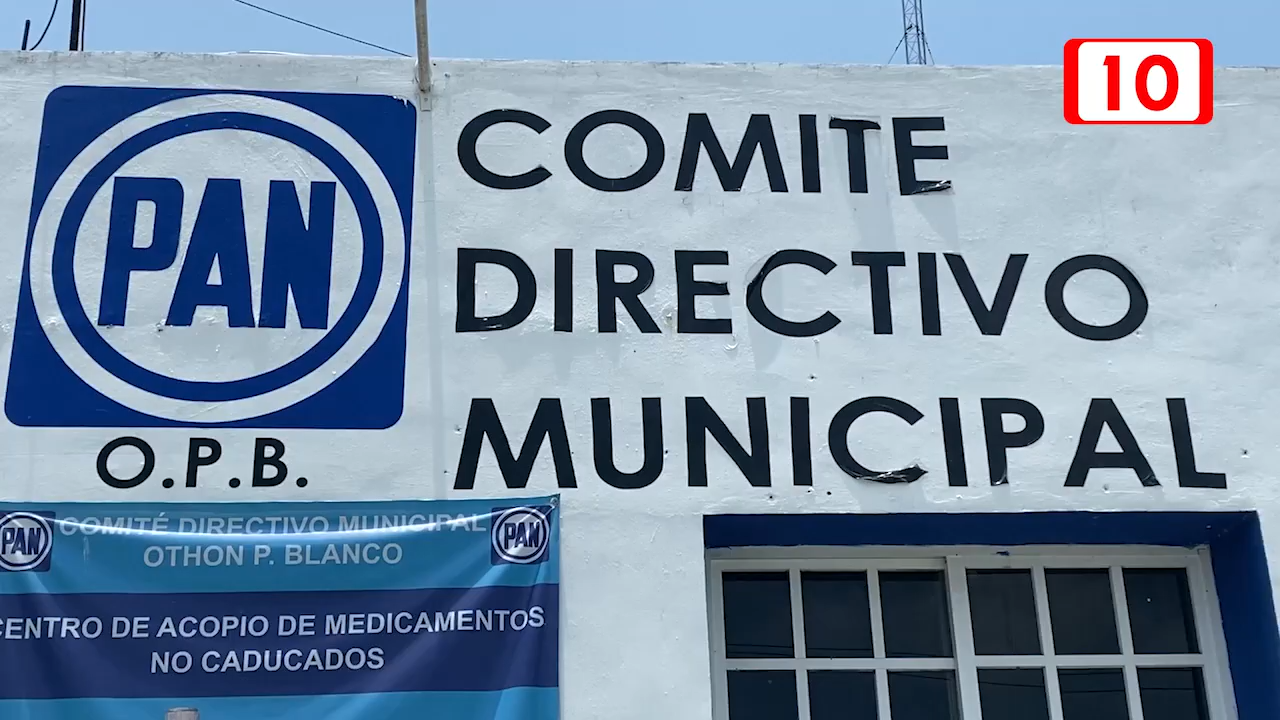 10
PAN
COMITE
DIRECTIVO
MUNICIPAL
O.P.B.
PAN
COMITÉ DIRECTIVO MUNICIPAL
PAN
OTHON P. BLANCO
CENTRO DE ACOPIO DE MEDICAMENTOS
NO CADUCADOS